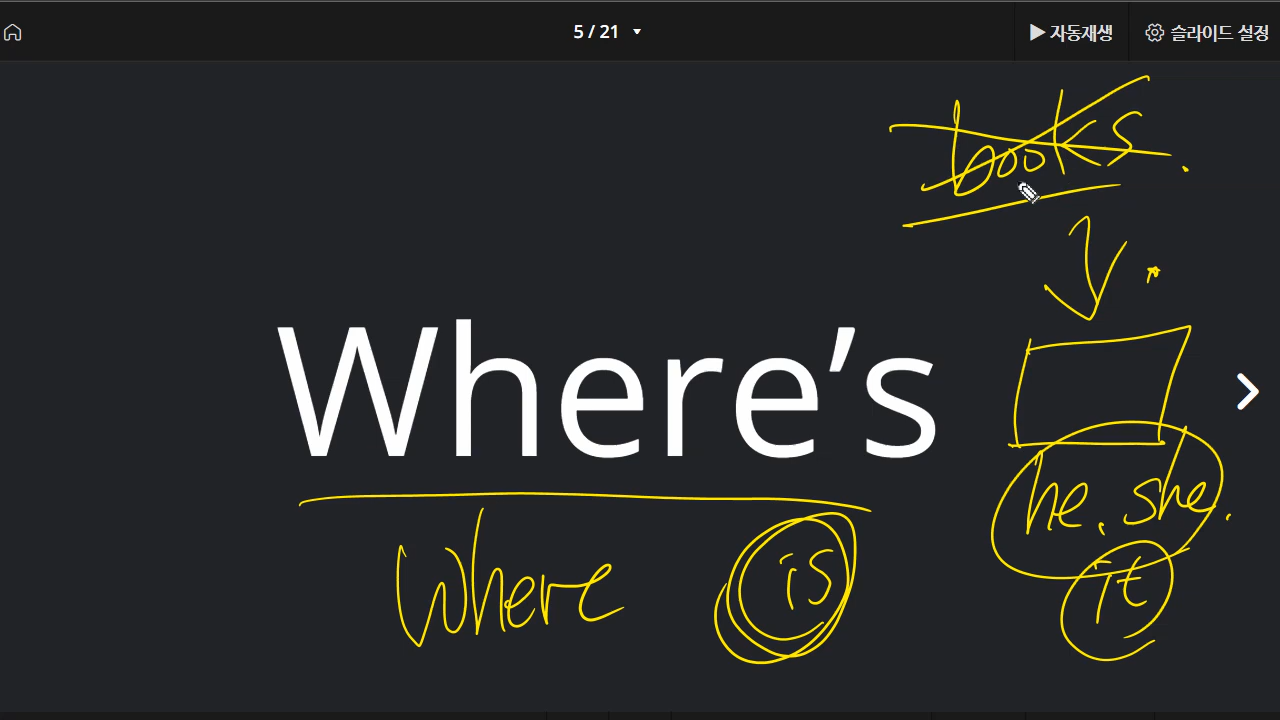 5 / 21
자동재생
슬라이드 설정
books.
Where's
he, she.
where is
it